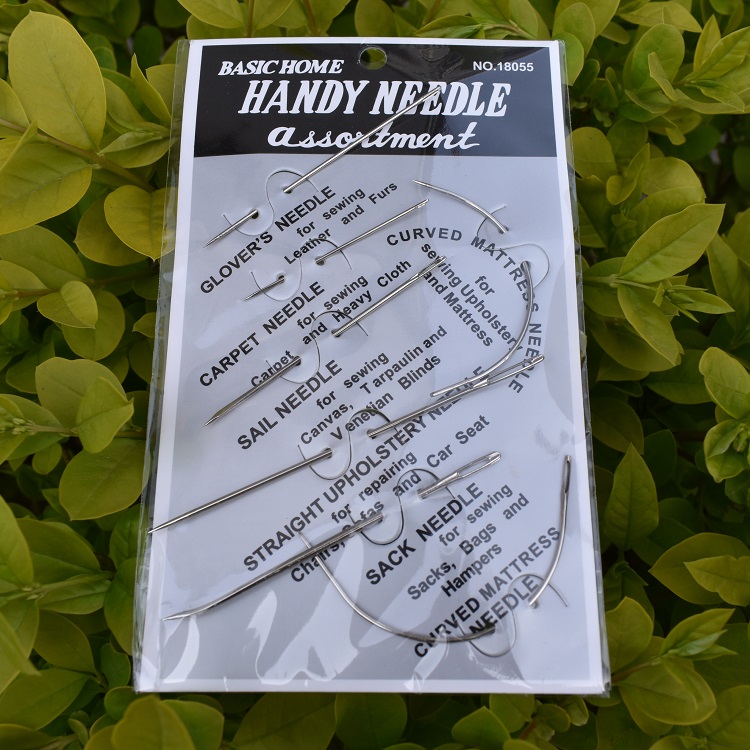 BASIC HOME
NO.18055
HANDY NEEDLE
assortment
GLOVER'S NEEDLE
for sewing
Leather and Furs
CARPET NEEDLE
for sewing
Carpet and Heavy Cloth
SAIL NEEDLE
for sewing
Canvas, Tarpaulin and
Venetian Blinds
STRAIGHT UPHOLSTERY NEEDLE
for repairing
Chairs, Sofas and Car Seat
SACK NEEDLE
for sewing
Sacks, Bags and
Hampers
CURVED MATTRESS NEEDLE
for
sewing Upholster
and Mattress
CURVED MATTRESS
NEEDLE